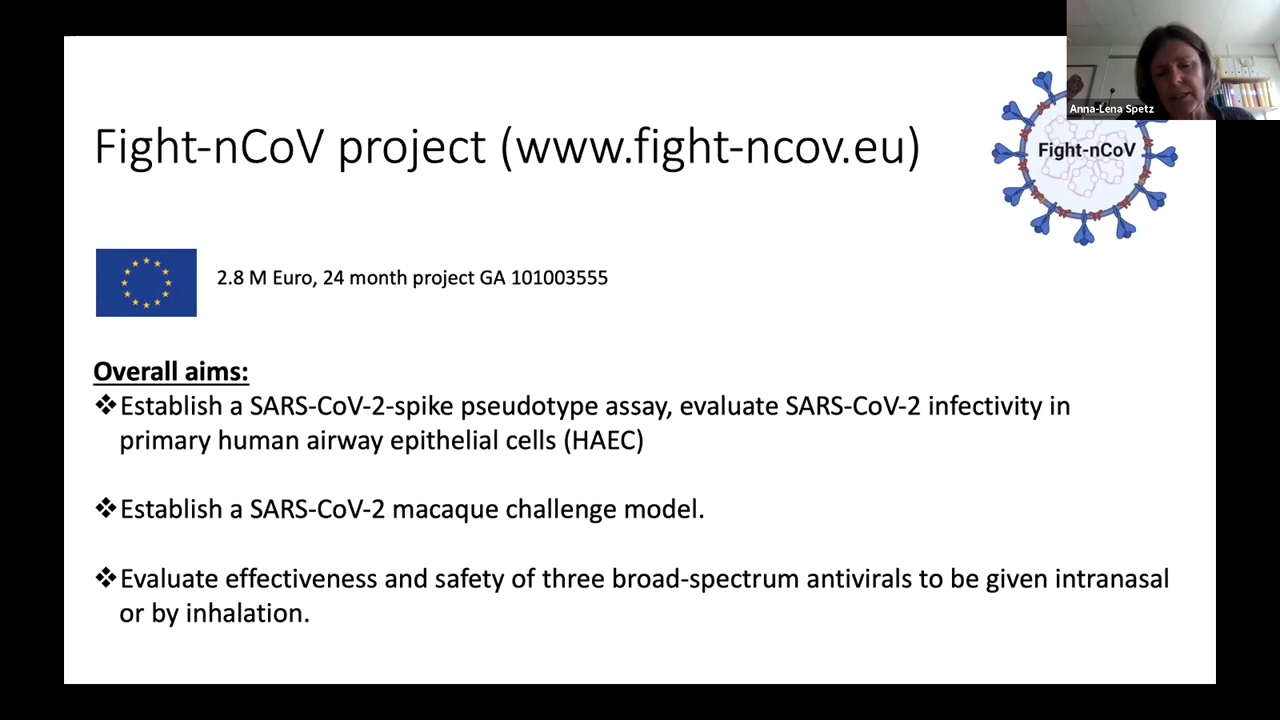 Anna-Lena Spetz
Fight-nCoV project (www.fight-ncov.eu)
Fight-nCoV
2.8 M Euro, 24 month project GA 101003555
Overall aims:
❖Establish a SARS-CoV-2-spike pseudotype assay, evaluate SARS-CoV-2 infectivity in
primary human airway epithelial cells (HAEC)
❖Establish a SARS-CoV-2 macaque challenge model.
❖Evaluate effectiveness and safety of three broad-spectrum antivirals to be given intranasal
or by inhalation.